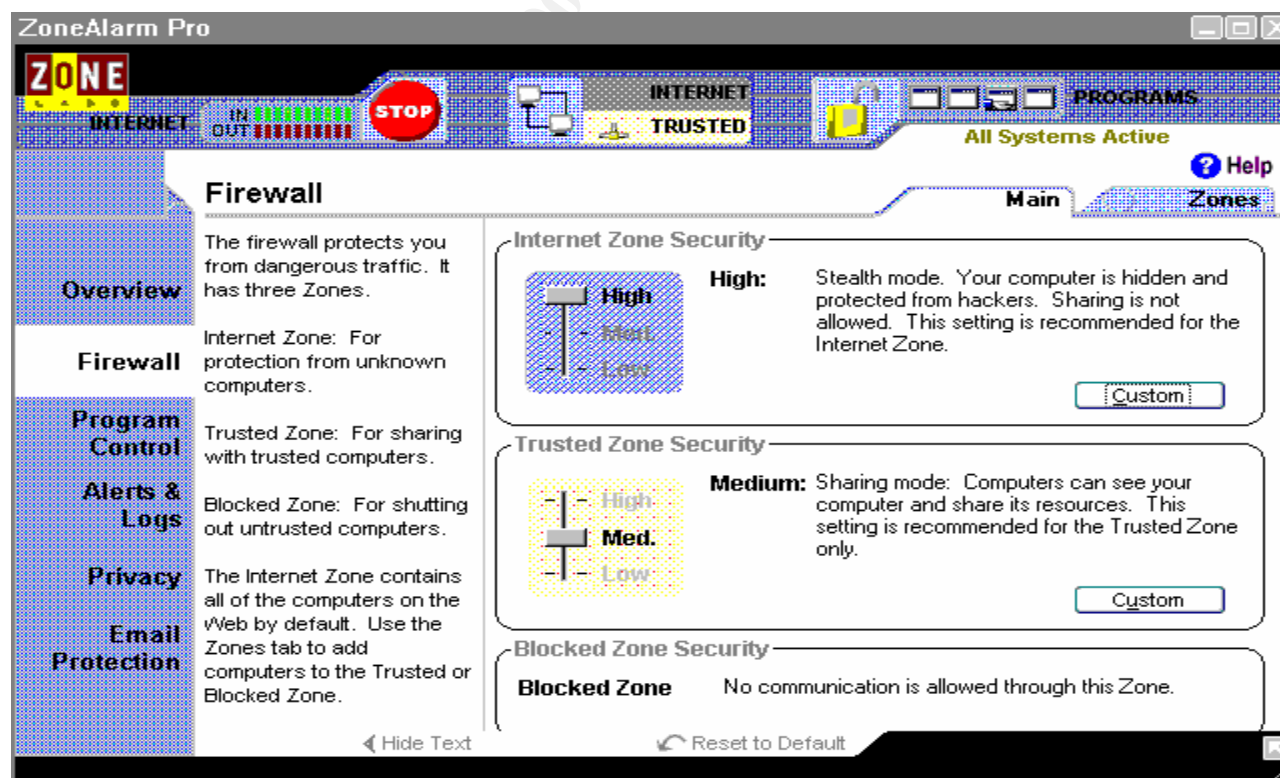 ZoneAlarm Pro
ZONE
LABS
INTERNET
IN
OUT
STOP
INTERNET
TRUSTED
PROGRAMS
All Systems Active
Help
Firewall
Main
Zones
Overview
Firewall
Program
Control
Alerts &
Logs
Privacy
Email
Protection
The firewall protects you
from dangerous traffic. It
has three Zones.
Internet Zone: For
protection from unknown
computers.
Trusted Zone: For sharing
with trusted computers.
Blocked Zone: For shutting
out untrusted computers.
The Internet Zone contains
all of the computers on the
Web by default. Use the
Zones tab to add
computers to the Trusted or
Blocked Zone.
Internet Zone Security
High
Med.
Low
High:
Stealth mode. Your computer is hidden and
protected from hackers. Sharing is not
allowed. This setting is recommended for the
Internet Zone.
Custom
Trusted Zone Security
High
Med.
Low
Medium:
Sharing mode: Computers can see your
computer and share its resources. This
setting is recommended for the Trusted Zone
only.
Custom
Blocked Zone Security
Blocked Zone
No communication is allowed through this Zone.
Hide Text
Reset to Default